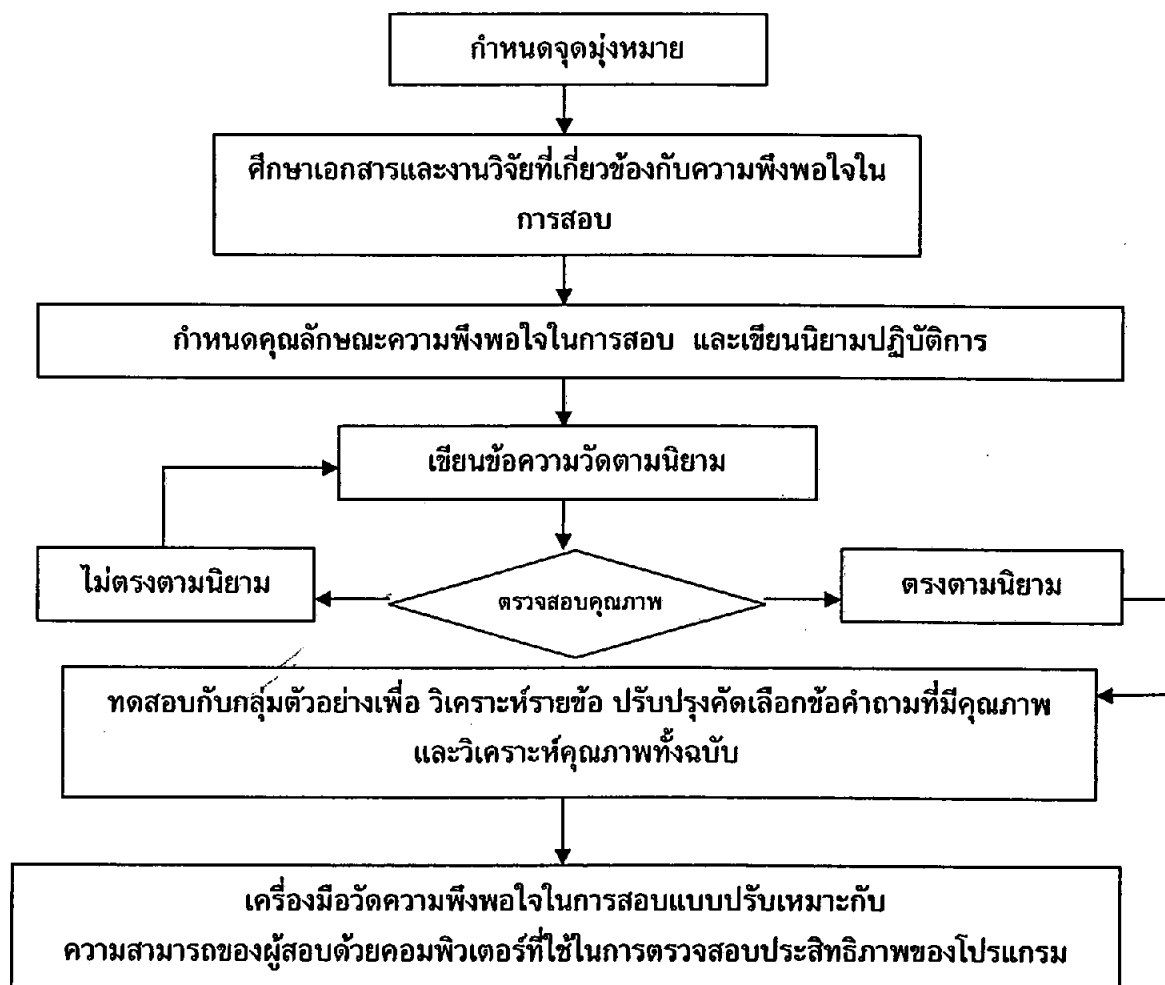 กำหนดจุดมุ่งหมาย
ศึกษาเอกสารและงานวิจัยที่เกี่ยวข้องกับความพึงพอใจใน
การสอบ
กำหนดคุณลักษณะความพึงพอใจในการสอบ และเขียนนิยามปฏิบัติการ
เขียนข้อความวัดตามนิยาม
ไม่ตรงตามนิยาม
ตรวจสอบคุณภาพ
ตรงตามนิยาม
ทดสอบกับกลุ่มตัวอย่างเพื่อ วิเคราะห์รายข้อ ปรับปรุงคัดเลือกข้อคำถามที่มีคุณภาพ
และวิเคราะห์คุณภาพทั้งฉบับ
เครื่องมือวัดความพึงพอใจในการสอบแบบปรับเหมาะกับ
ความสามารถของผู้สอบด้วยคอมพิวเตอร์ที่ใช้ในการตรวจสอบประสิทธิภาพของโปรแกรม